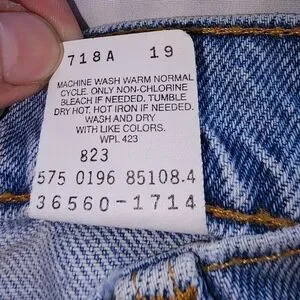 718A 19
MACHINE WASH WARM NORMAL
CYCLE. ONLY NON-CHLORINE
BLEACH IF NEEDED. TUMBLE
DRY HOT. HOT IRON IF NEEDED.
WASH AND DRY
WITH LIKE COLORS.
WPL 423
823
575 0196 85108.4
36560-1714